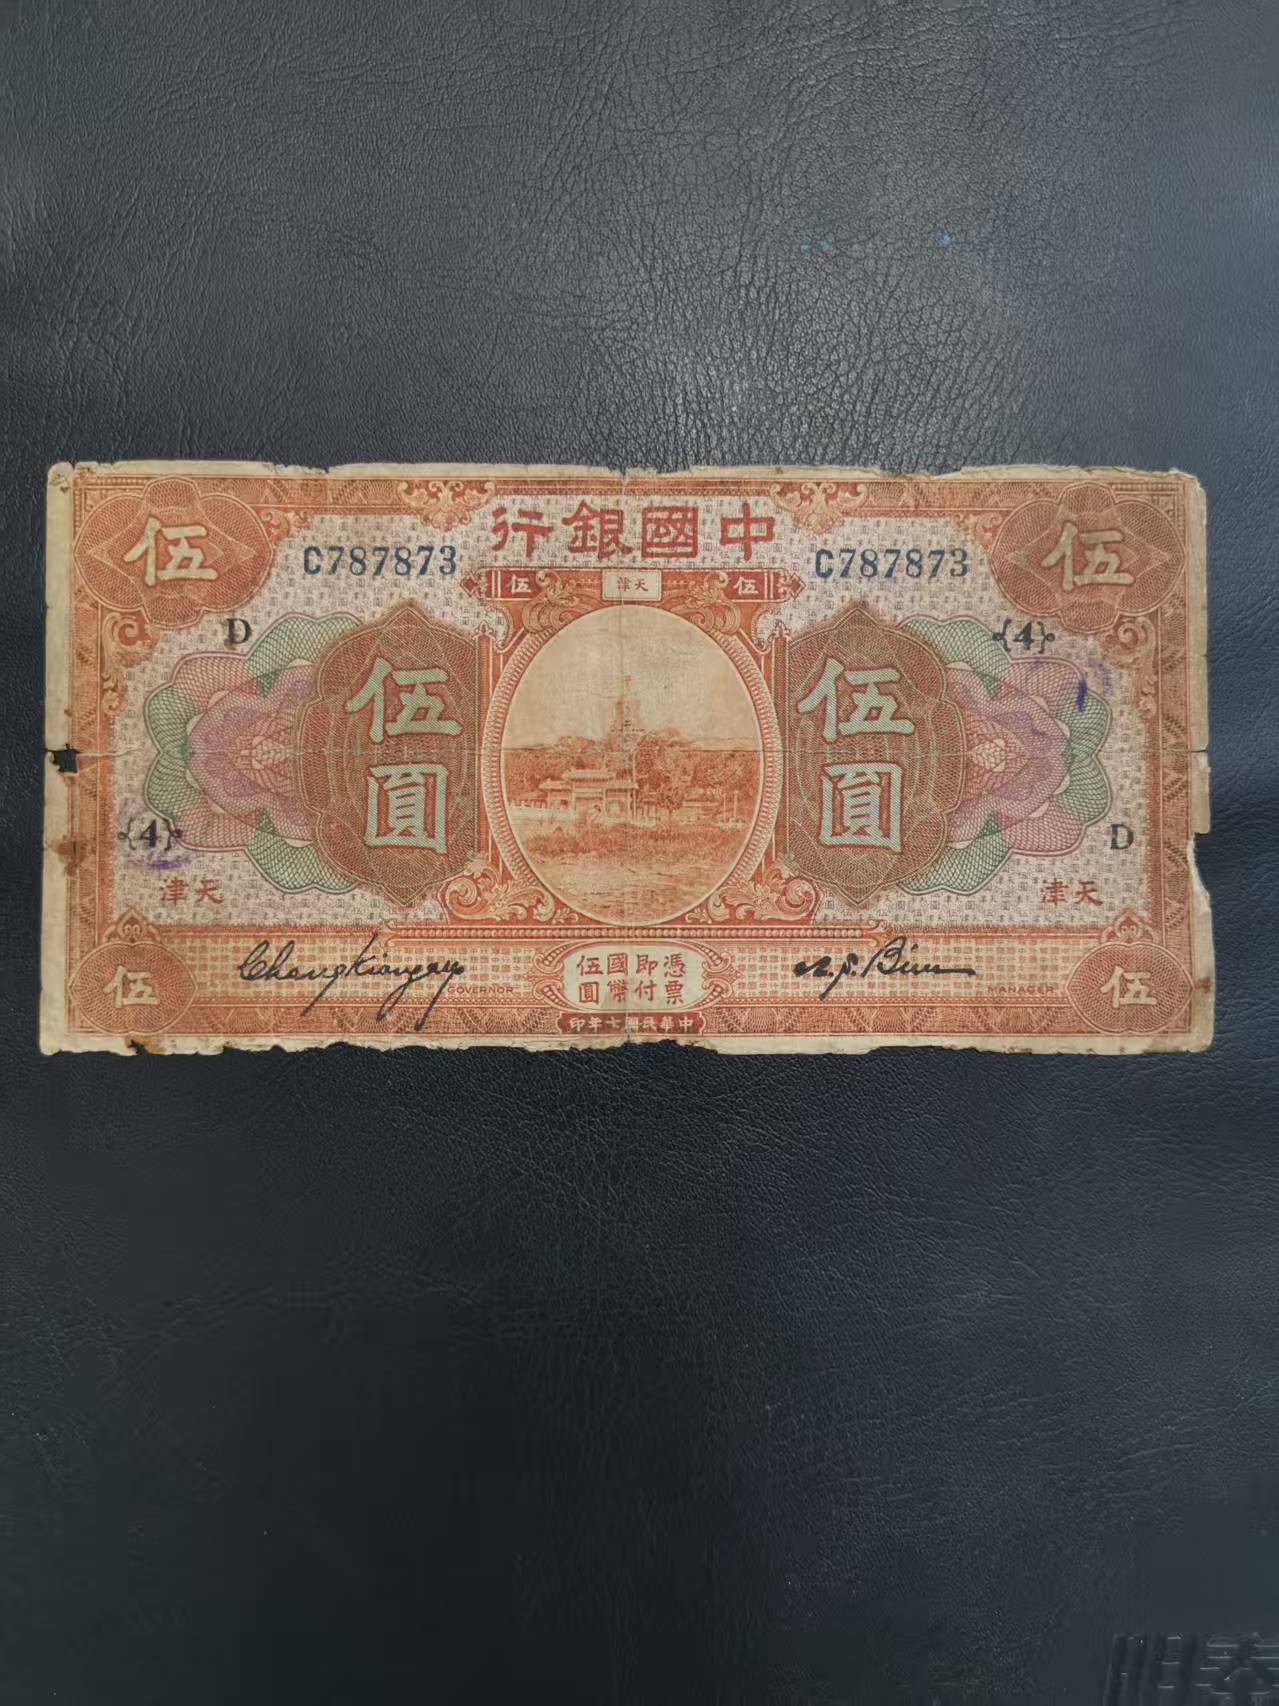 中國銀行
伍
伍
C787873
C787873
伍
天津
伍
D
{4}
伍圓
伍圓
{4}
D
天津
天津
Chang Kiangau
GOVERNOR
憑票
即付
國幣
伍圓
MANAGER
伍
伍
中華民國七年印